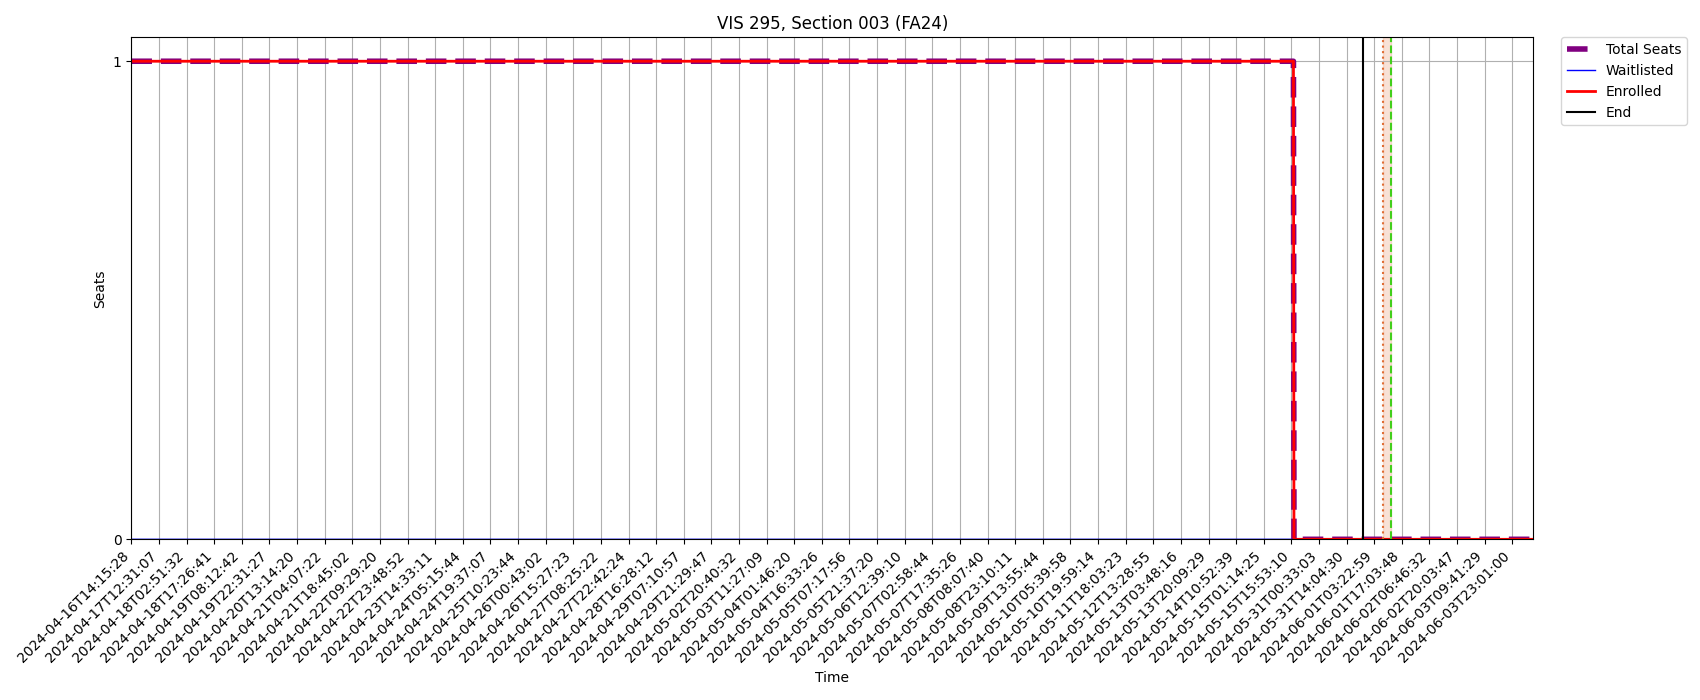 VIS 295, Section 003 (FA24)
Total Seats
Waitlisted
Enrolled
End
1
0
Seats
2024-04-16T14:15:28
2024-04-17T12:31:07
2024-04-18T02:51:32
2024-04-18T17:26:41
2024-04-19T08:12:42
2024-04-19T22:31:27
2024-04-20T13:14:20
2024-04-21T04:07:22
2024-04-21T18:45:02
2024-04-22T09:29:20
2024-04-22T23:48:52
2024-04-23T14:33:11
2024-04-24T05:15:44
2024-04-24T19:37:07
2024-04-25T10:23:44
2024-04-26T00:43:02
2024-04-26T15:27:23
2024-04-27T08:25:22
2024-04-27T22:42:24
2024-04-28T16:28:12
2024-04-29T07:10:57
2024-04-29T21:29:47
2024-05-02T20:40:32
2024-05-03T11:27:09
2024-05-04T01:46:20
2024-05-04T16:33:26
2024-05-05T07:17:56
2024-05-05T21:37:20
2024-05-06T12:39:10
2024-05-07T02:58:44
2024-05-07T17:35:26
2024-05-08T08:07:40
2024-05-08T23:10:11
2024-05-09T13:55:44
2024-05-10T05:39:58
2024-05-10T19:59:14
2024-05-11T18:03:23
2024-05-12T13:28:55
2024-05-13T03:48:16
2024-05-13T20:09:29
2024-05-14T10:52:39
2024-05-15T01:14:25
2024-05-15T15:53:10
2024-05-31T00:33:03
2024-05-31T14:04:30
2024-06-01T03:22:59
2024-06-01T17:03:48
2024-06-02T06:46:32
2024-06-02T20:03:47
2024-06-03T09:41:29
2024-06-03T23:01:00
Time